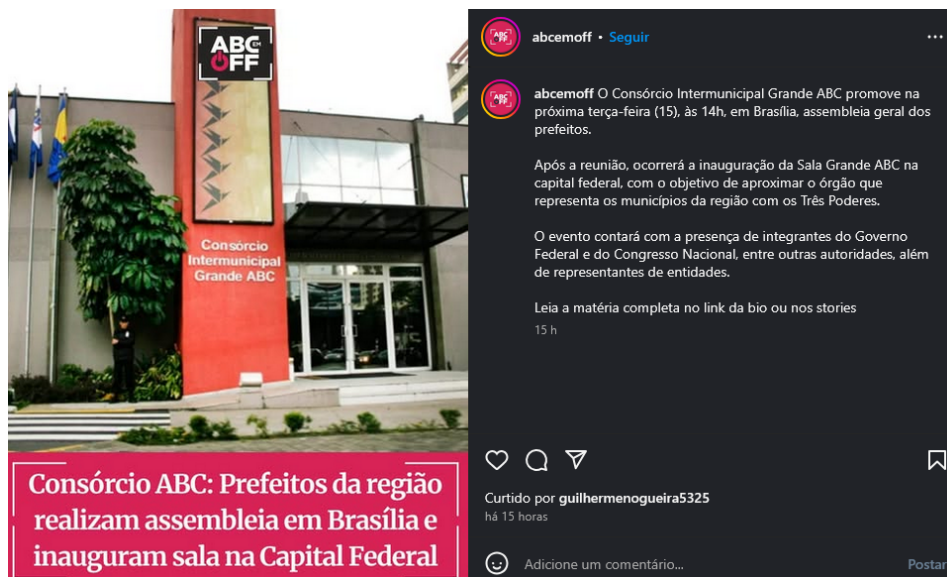 ABC EM
OFF
Consórcio
Intermunicipal
Grande ABC
Consórcio ABC: Prefeitos da região
realizam assembleia em Brasília e
inauguram sala na Capital Federal
abcemoff • Seguir
abcemoff O Consórcio Intermunicipal Grande ABC promove na
próxima terça-feira (15), às 14h, em Brasília, assembleia geral dos
prefeitos.
Após a reunião, ocorrerá a inauguração da Sala Grande ABC na
capital federal, com o objetivo de aproximar o órgão que
representa os municípios da região com os Três Poderes.
O evento contará com a presença de integrantes do Governo
Federal e do Congresso Nacional, entre outras autoridades, além
de representantes de entidades.
Leia a matéria completa no link da bio ou nos stories
15 h
Curtido por guilhermenogueira5325
há 15 horas
Adicione um comentário...
Postar